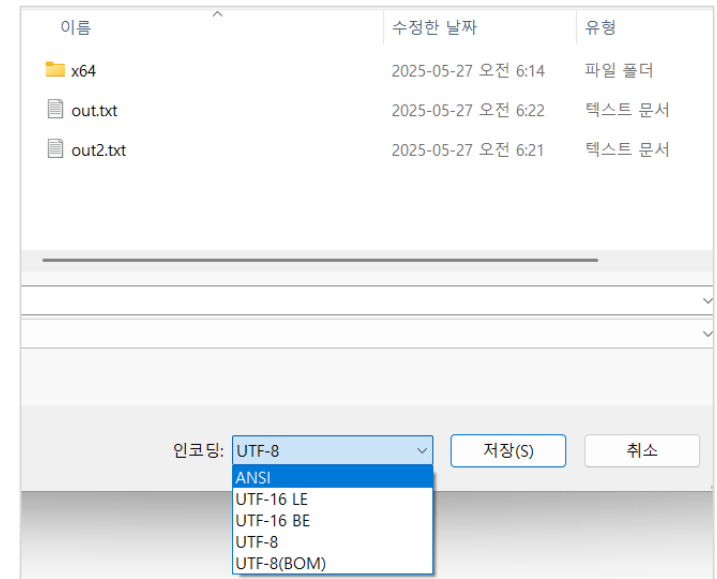 이름 수정한 날짜 유형
x64 2025-05-27 오전 6:14 파일 폴더
out.txt 2025-05-27 오전 6:22 텍스트 문서
out2.txt 2025-05-27 오전 6:21 텍스트 문서
인코딩: UTF-8 저장(S) 취소
ANSI
UTF-16 LE
UTF-16 BE
UTF-8
UTF-8(BOM)